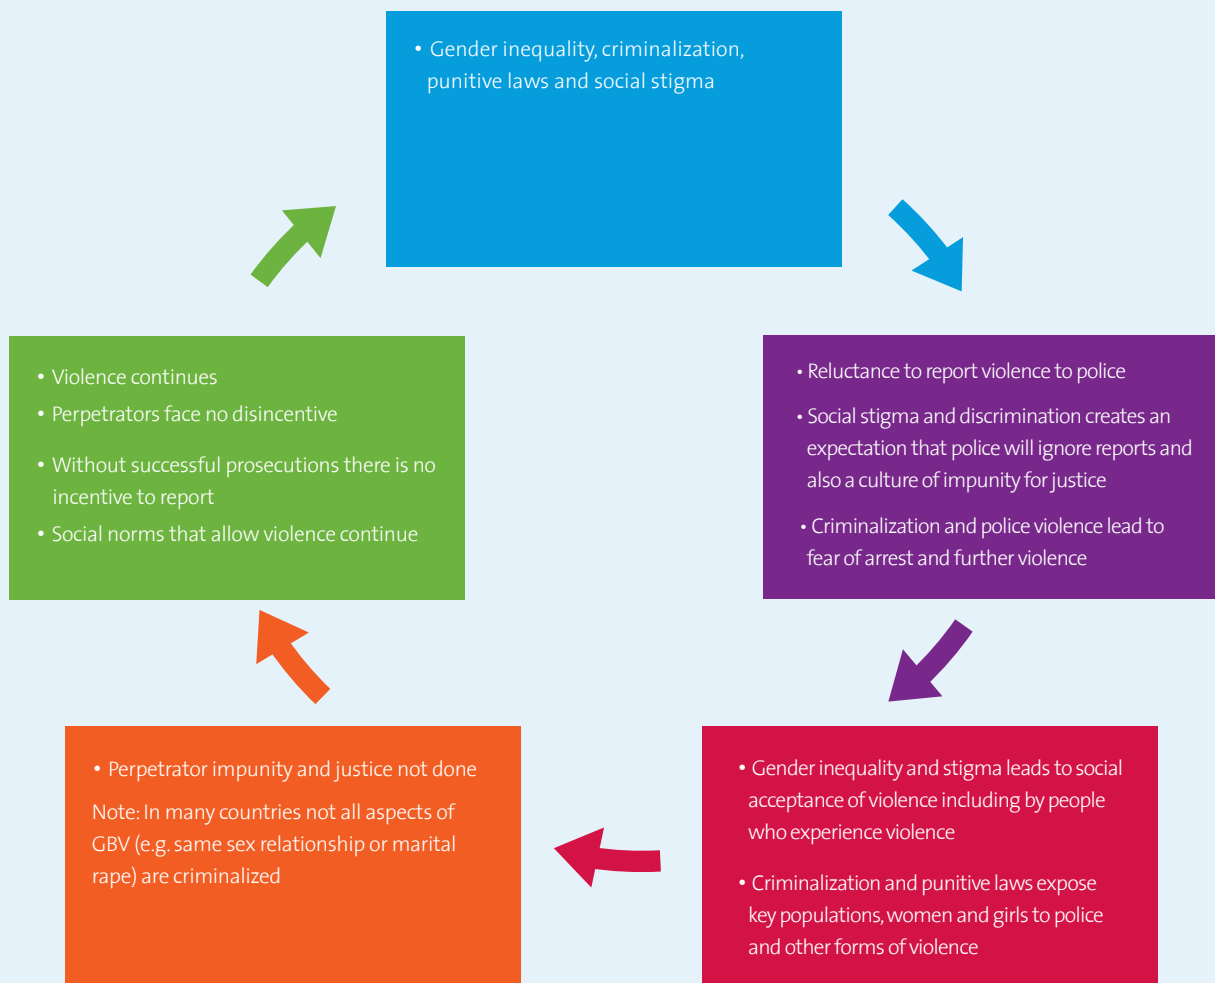 • Gender inequality, criminalization,
punitive laws and social stigma
• Reluctance to report violence to police
• Social stigma and discrimination creates an
expectation that police will ignore reports and
also a culture of impunity for justice
• Criminalization and police violence lead to
fear of arrest and further violence
• Gender inequality and stigma leads to social
acceptance of violence including by people
who experience violence
• Criminalization and punitive laws expose
key populations, women and girls to police
and other forms of violence
• Perpetrator impunity and justice not done
Note: In many countries not all aspects of
GBV (e.g. same sex relationship or marital
rape) are criminalized
• Violence continues
• Perpetrators face no disincentive
• Without successful prosecutions there is no
incentive to report
• Social norms that allow violence continue